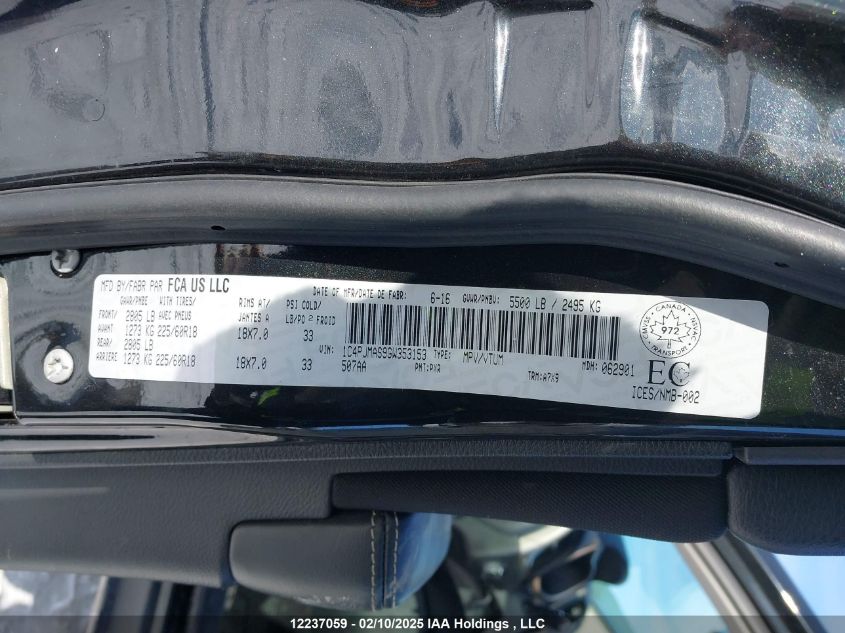 MFD BY/FABR PAR FCA US LLC
DATE OF MFR/DATE DE FABR: 6-16 GVWR/PNBV: 5500 LB / 2495 KG
GAWR/PNBE WITH TIRES/ RIMS AT/ PSI COLD/
FRONT/ 2805 LB AVEC PNEUS JANTES A LB/PO² FROID
AVANT 1273 KG 225/60R18 18X7.0 33
REAR/ 2805 LB
ARRIERE 1273 KG 225/60R18 18X7.0 33
VIN: 1C4PJMAS9GW353153 TYPE: MPV/VTUM MDH: 062901
507AA PNT:PXR TRM:A7X9
CANADA
972
TRANSPORT
EC
ICES/NMB-002
12237059 - 02/10/2025 IAA Holdings , LLC